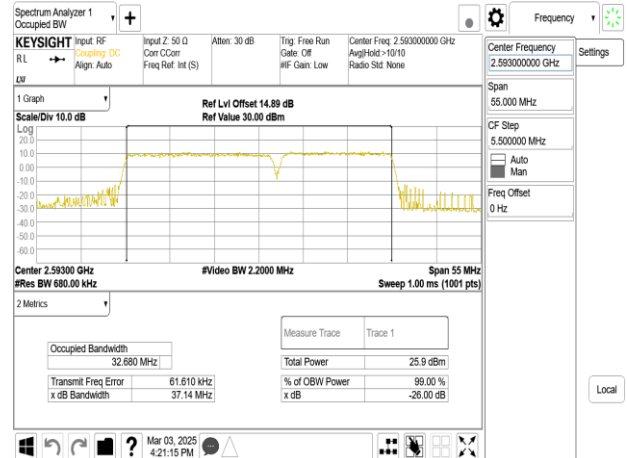 Spectrum Analyzer 1
Occupied BW
+
Frequency
KEYSIGHT
RL
LXI
Input: RF
Coupling: DC
Align: Auto
Input Z: 50 Ω
Corr CCorr
Freq Ref: Int (S)
Atten: 30 dB
Trig: Free Run
Gate: Off
#IF Gain: Low
Center Freq: 2.593000000 GHz
Avg|Hold:>10/10
Radio Std: None
Center Frequency
2.593000000 GHz
Settings
Span
55.000 MHz
CF Step
5.500000 MHz
Auto
Man
Freq Offset
0 Hz
Local
1 Graph
Ref Lvl Offset 14.89 dB
Scale/Div 10.0 dB
Ref Value 30.00 dBm
Log
20.0
10.0
0.00
-10.0
-20.0
-30.0
-40.0
-50.0
-60.0
Center 2.59300 GHz
#Video BW 2.2000 MHz
Span 55 MHz
#Res BW 680.00 kHz
Sweep 1.00 ms (1001 pts)
2 Metrics
Measure Trace
Trace 1
Occupied Bandwidth
32.680 MHz
Total Power
25.9 dBm
Transmit Freq Error
61.610 kHz
% of OBW Power
99.00 %
x dB Bandwidth
37.14 MHz
x dB
-26.00 dB
?
Mar 03, 2025
4:21:15 PM